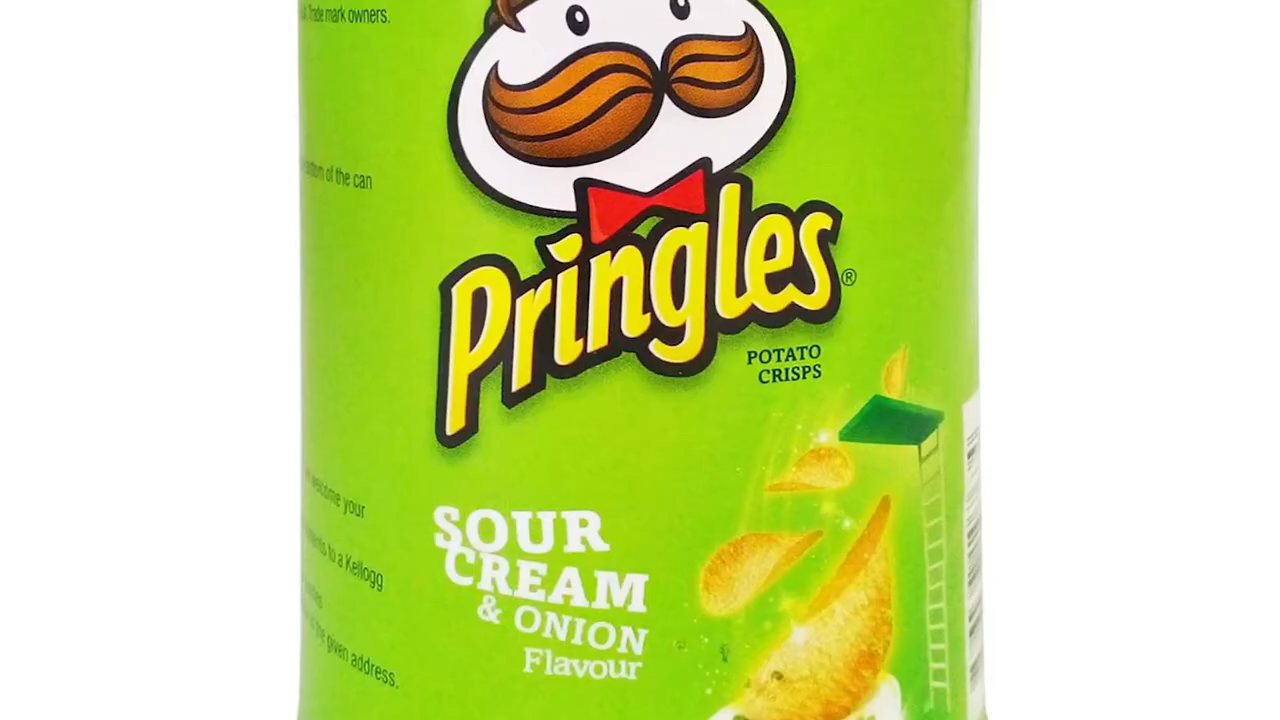 Trade mark owners.
of the can
Pringles®
POTATO
CRISPS
SOUR
CREAM
& ONION
Flavour
welcome your
to a Kellogg
the given address.